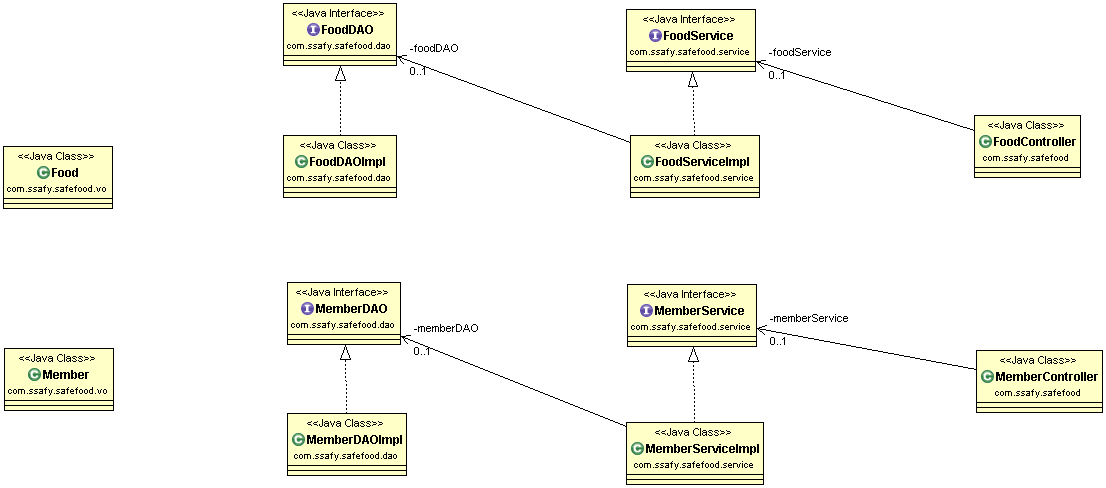 <<Java Interface>>
FoodDAO
com.ssafy.safefood.dao
-foodDAO
0..1
<<Java Interface>>
FoodService
com.ssafy.safefood.service
-foodService
0..1
<<Java Class>>
Food
com.ssafy.safefood.vo
<<Java Class>>
FoodDAOImpl
com.ssafy.safefood.dao
<<Java Class>>
FoodServiceImpl
com.ssafy.safefood.service
<<Java Class>>
FoodController
com.ssafy.safefood
<<Java Interface>>
MemberDAO
com.ssafy.safefood.dao
-memberDAO
0..1
<<Java Interface>>
MemberService
com.ssafy.safefood.service
-memberService
0..1
<<Java Class>>
Member
com.ssafy.safefood.vo
<<Java Class>>
MemberDAOImpl
com.ssafy.safefood.dao
<<Java Class>>
MemberServiceImpl
com.ssafy.safefood.service
<<Java Class>>
MemberController
com.ssafy.safefood